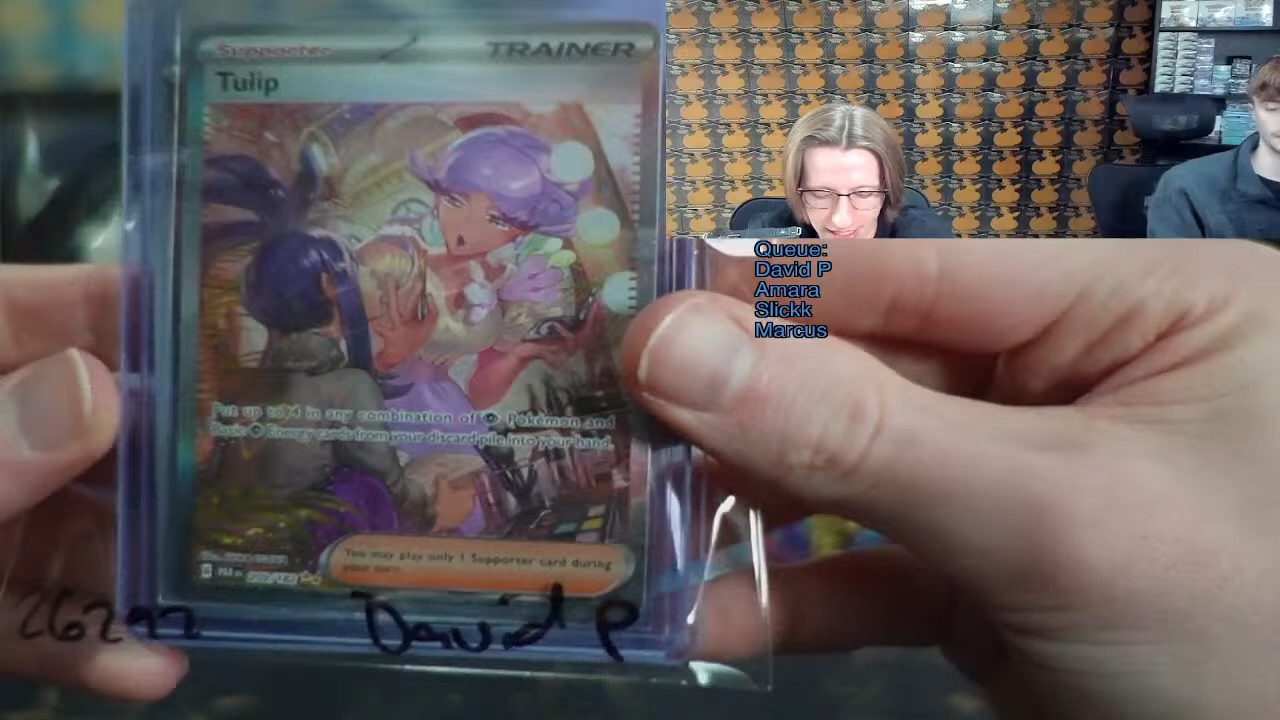 Supporter
TRAINER
Tulip
Put up to 4 in any combination of Pokémon and
Basic Energy cards from your discard pile into your hand.
You may play only 1 Supporter card during
your turn.
David P
Queue:
David P
Amara
Slickk
Marcus